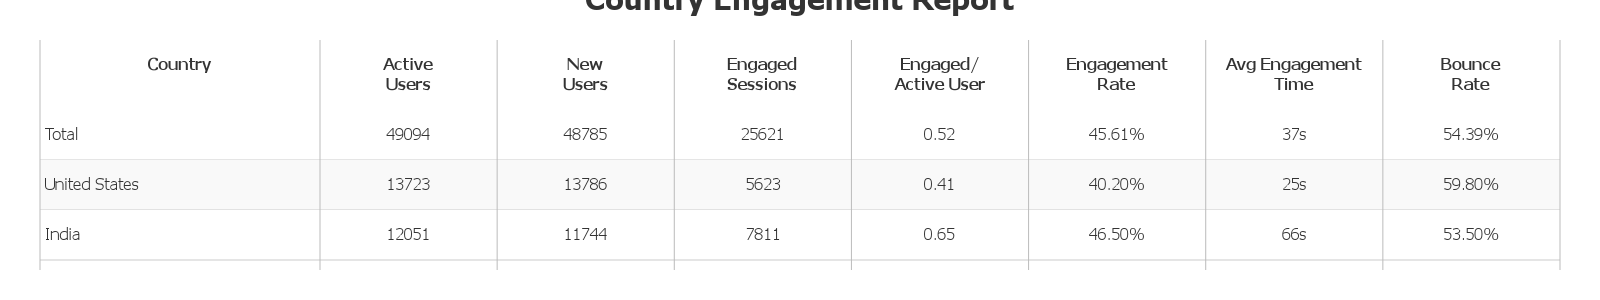 Country Engagement Report
Country Active Users New Users Engaged Sessions Engaged/ Active User Engagement Rate Avg Engagement Time Bounce Rate
Total 49094 48785 25621 0.52 45.61% 37s 54.39%
United States 13723 13786 5623 0.41 40.20% 25s 59.80%
India 12051 11744 7811 0.65 46.50% 66s 53.50%